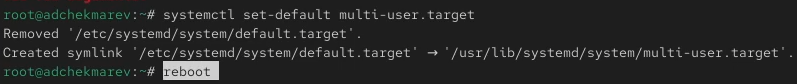 root@adchekmarev:~# systemctl set-default multi-user.target
Removed '/etc/systemd/system/default.target'.
Created symlink '/etc/systemd/system/default.target' → '/usr/lib/systemd/system/multi-user.target'.
root@adchekmarev:~# reboot